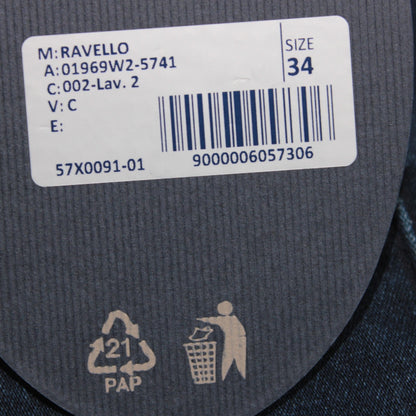 M: RAVELLO
A: 01969W2-5741
C: 002-Lav. 2
V: C
E:
SIZE
34
57X0091-01
9000006057306
21
PAP